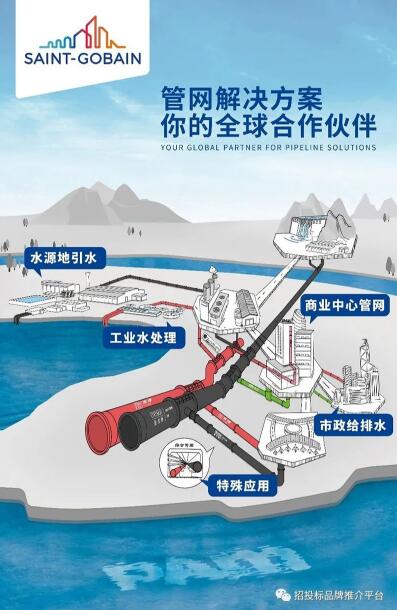 SAINT-GOBAIN
管网解决方案
你的全球合作伙伴
YOUR GLOBAL PARTNER FOR PIPELINE SOLUTIONS
水源地引水
商业中心管网
工业水处理
市政给排水
特殊应用
pam
招投标品牌推介平台